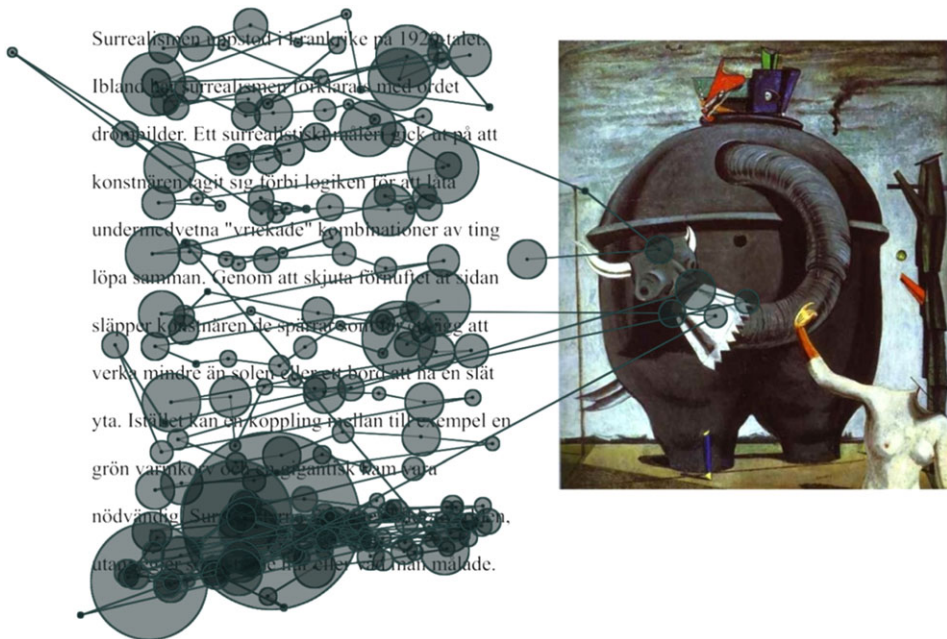 Surrealismen uppstod i Frankrike på 1920-talet.
Ibland har surrealismen förklarats med ordet
drömbilder. Ett surrealistiskt måleri gick ut på att
konstnären tagit sig förbi logiken för att låta
undermedvetna "vrickade" kombinationer av ting
löpa samman. Genom att skjuta förnuftet åt sidan
släpper konstnären de spärrar som för vägg att
verka mindre än solen eller ett bord att ha en slät
yta. Istället kan en koppling mellan till exempel en
grön varmkorv och en gigantisk kam vara
nödvändig.
utan regler eller vad man målade.